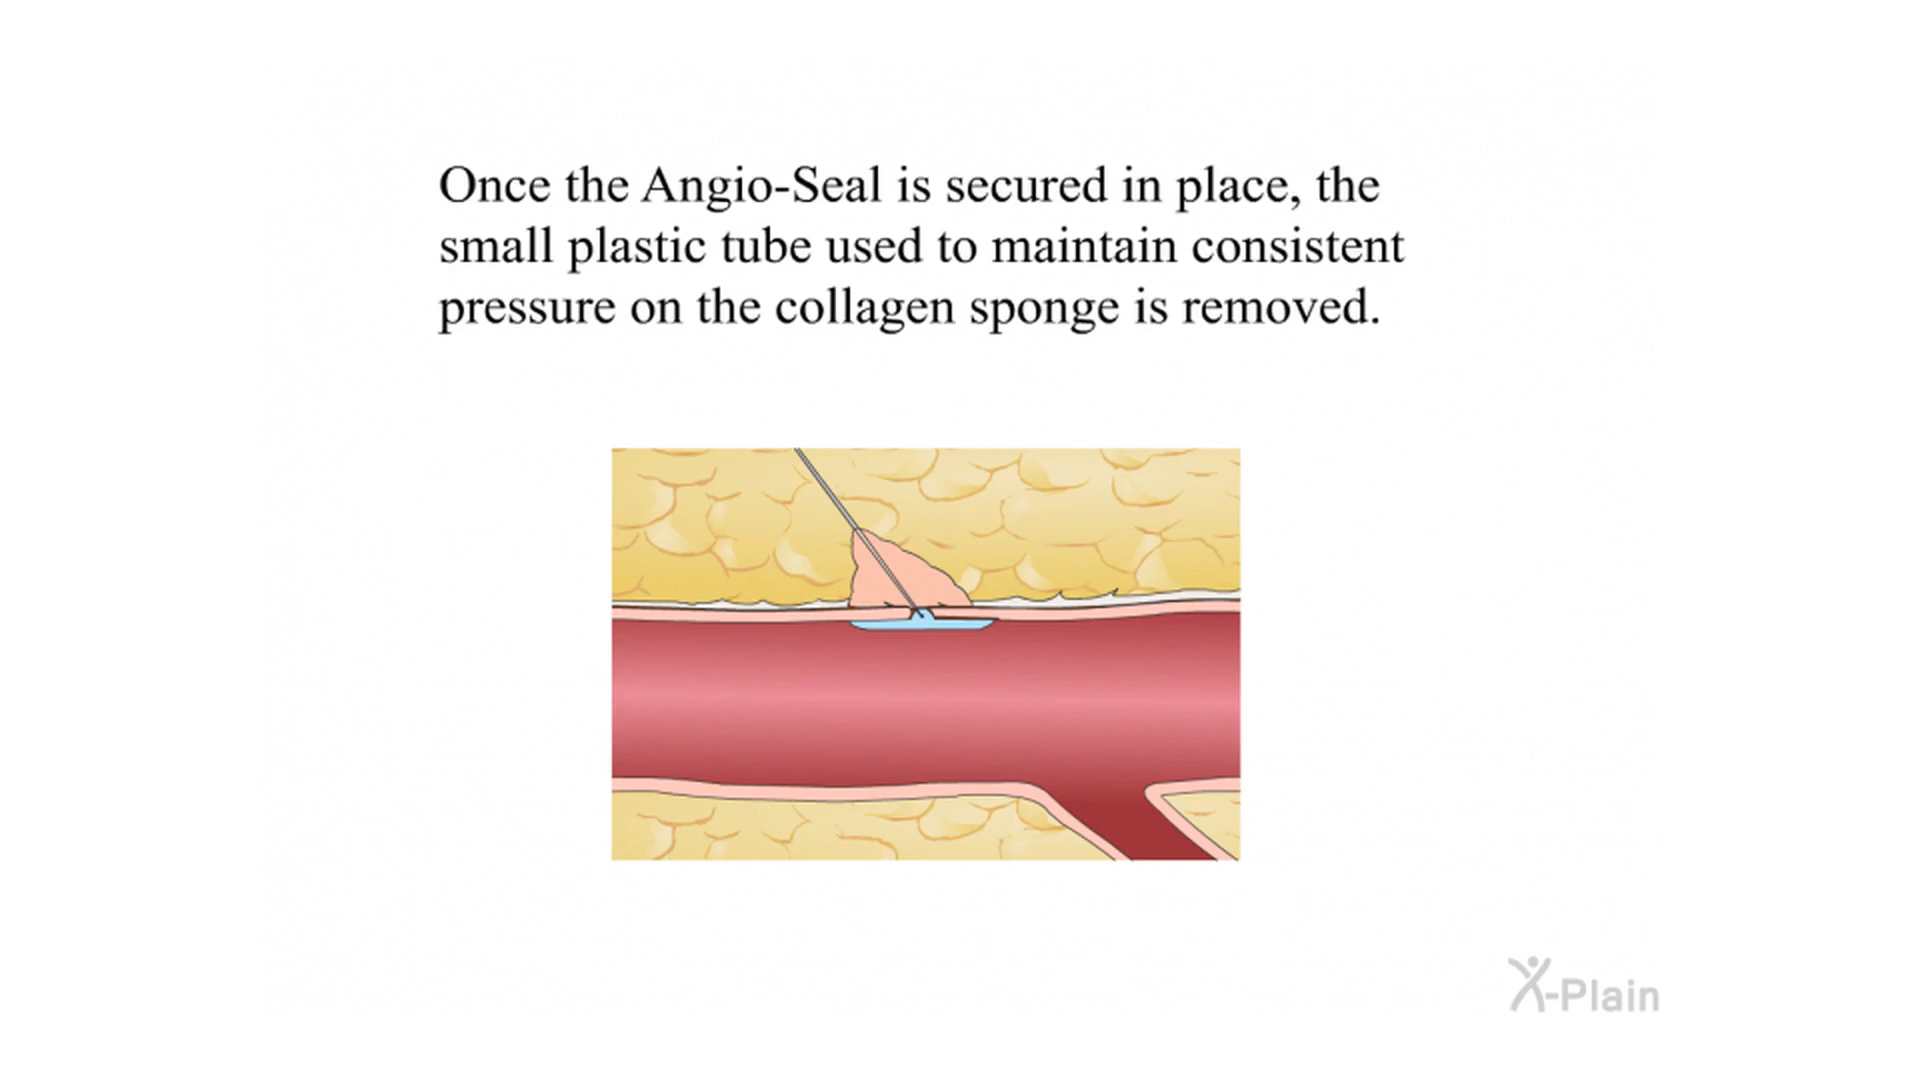 Once the Angio-Seal is secured in place, the
small plastic tube used to maintain consistent
pressure on the collagen sponge is removed.
X-Plain